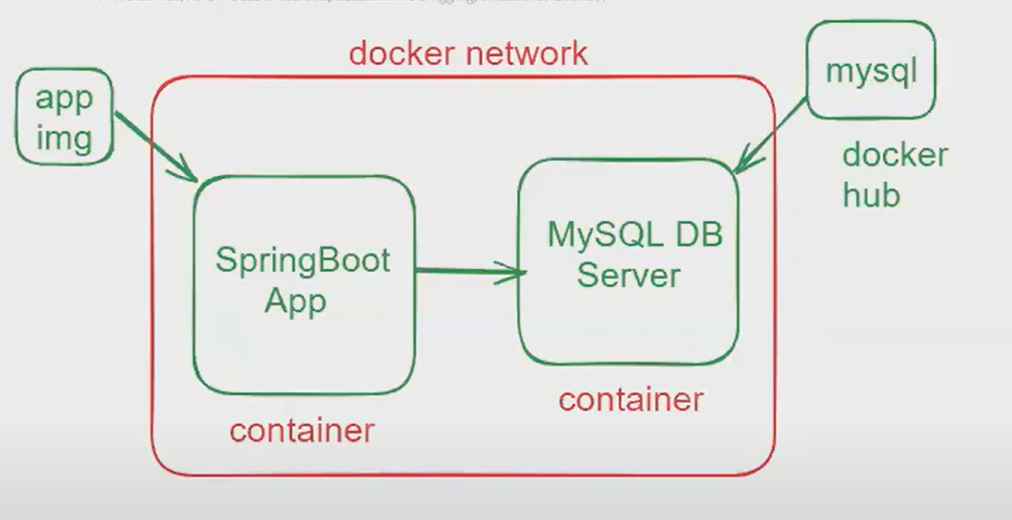 docker network
app
img
mysql
docker
hub
SpringBoot
App
MySQL DB
Server
container
container